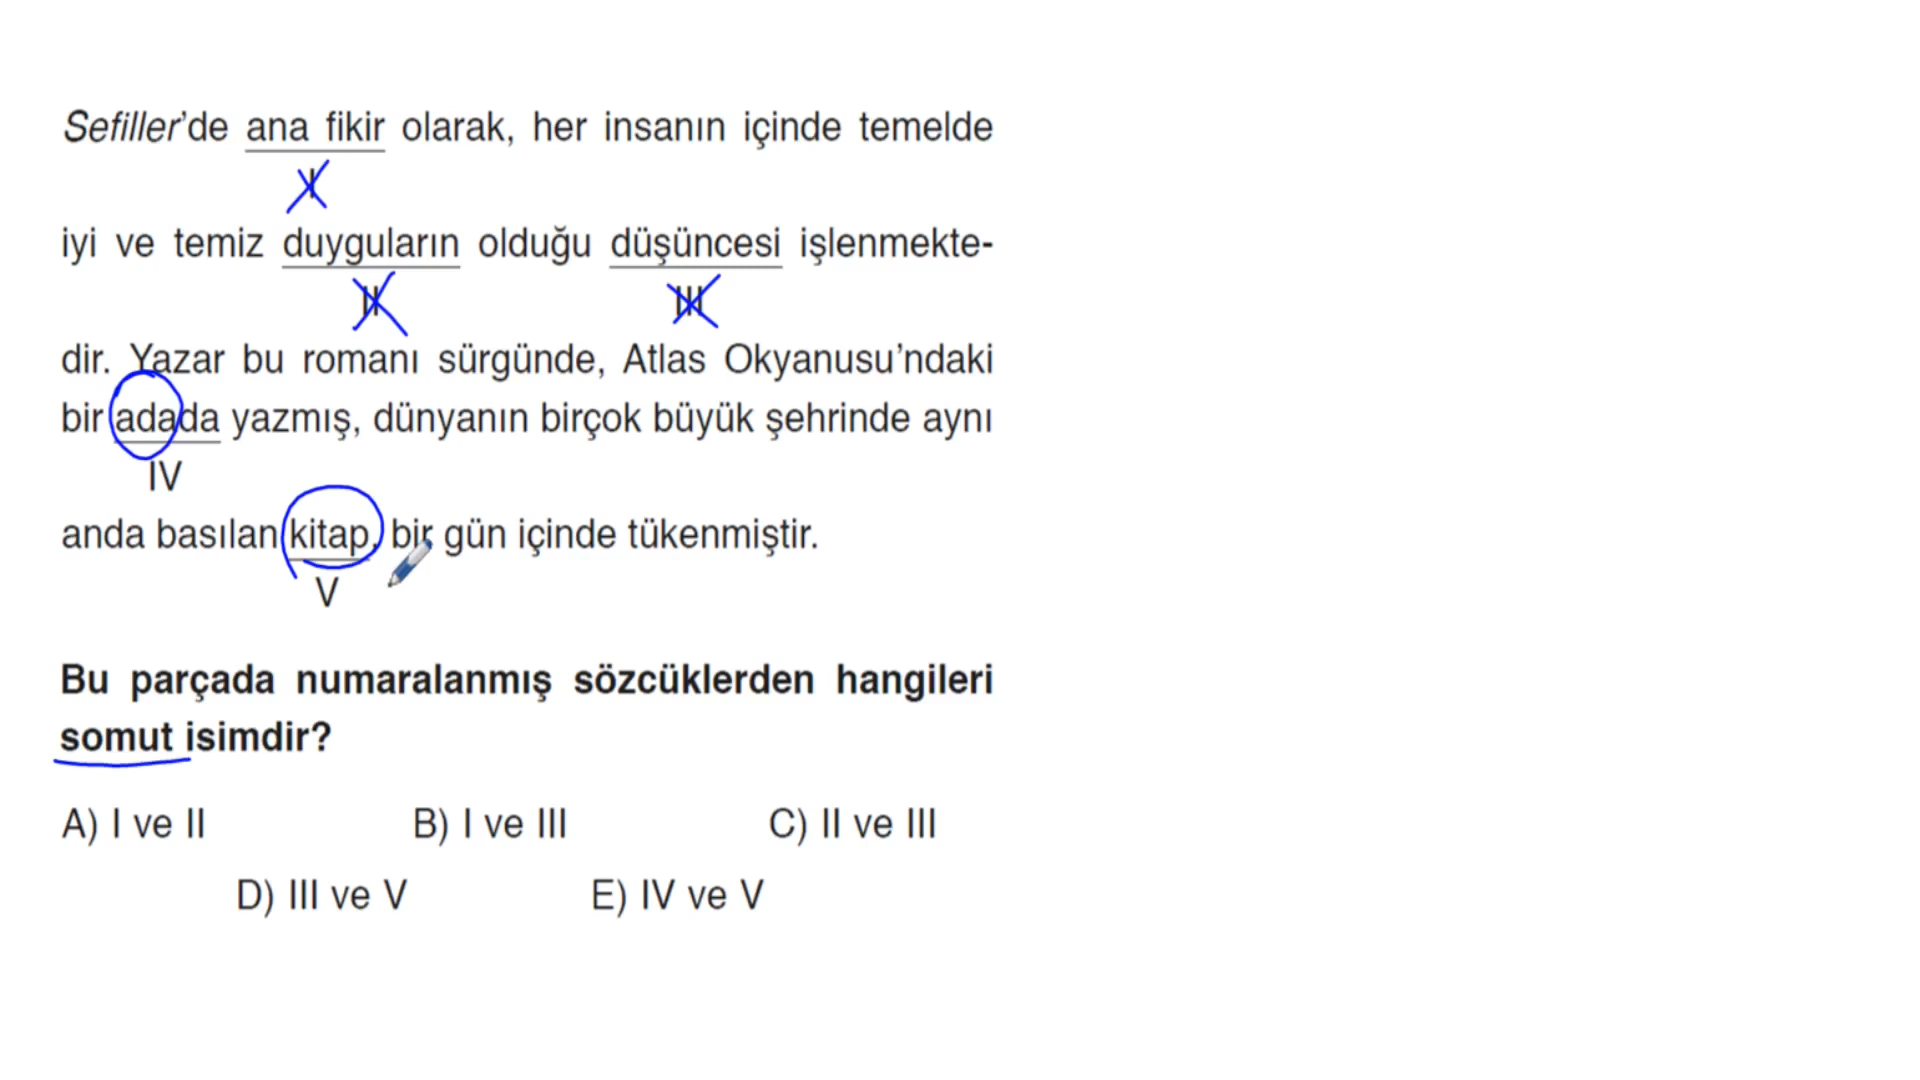 Sefiller’de ana fikir olarak, her insanın içinde temelde
I
iyi ve temiz duyguların olduğu düşüncesi işlenmekte-
II III
dir. Yazar bu romanı sürgünde, Atlas Okyanusu’ndaki
bir adada yazmış, dünyanın birçok büyük şehrinde aynı
IV
anda basılan kitap, bir gün içinde tükenmiştir.
V
Bu parçada numaralanmış sözcüklerden hangileri
somut isimdir?
A) I ve II B) I ve III C) II ve III
D) III ve V E) IV ve V